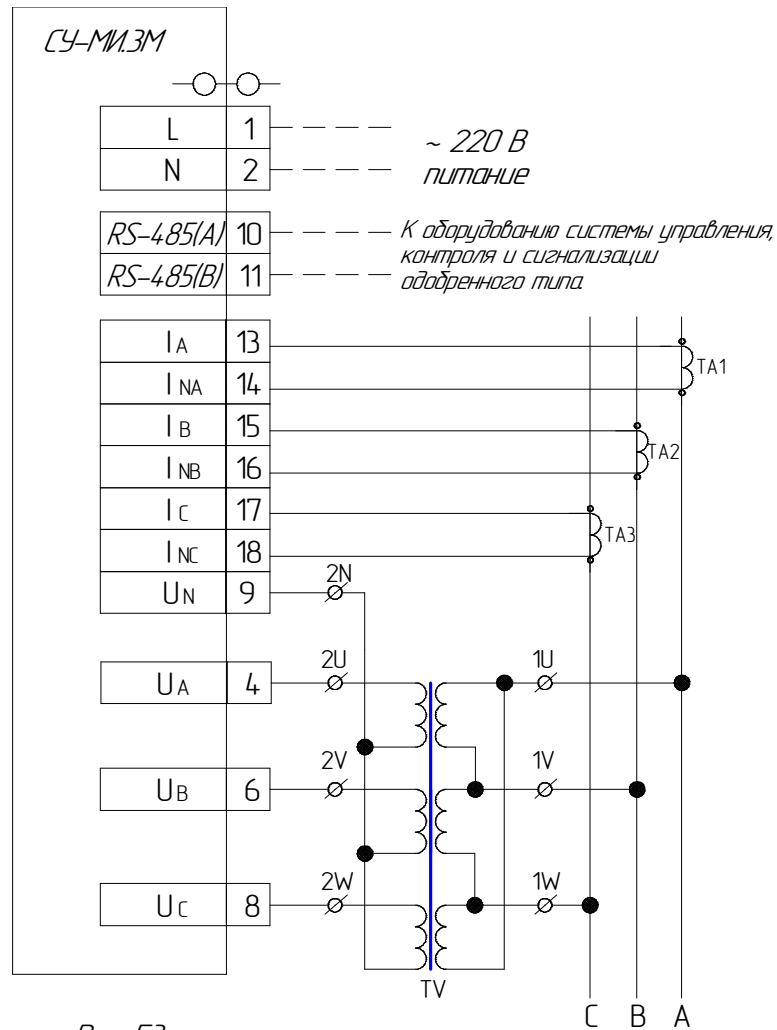 СУ-МИ.3М
L 1
N 2
~ 220 В
питание
RS-485(A) 10
RS-485(B) 11
К оборудованию системы управления,
контроля и сигнализации
одобренного типа
IA 13
INA 14
TA1
IB 15
INB 16
TA2
IC 17
INC 18
TA3
UN 9
2N
UA 4
2U
1U
UB 6
2V
1V
UC 8
2W
1W
TV
C B A